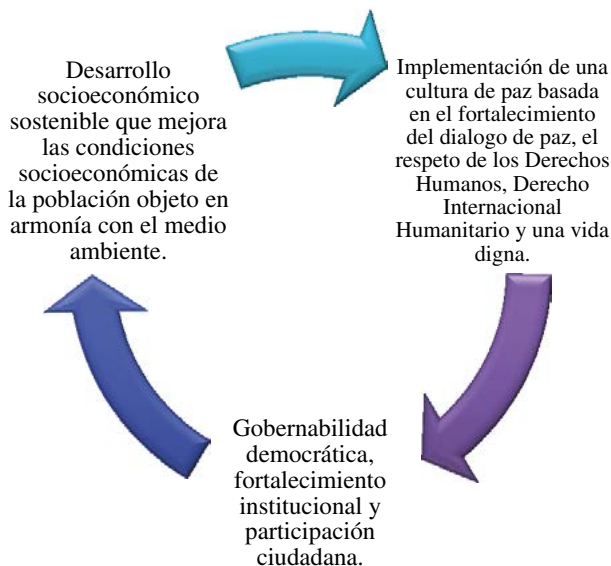 Desarrollo
socioeconómico
sostenible que mejora
las condiciones
socioeconómicas de
la población objeto en
armonía con el medio
ambiente.
Implementación de una
cultura de paz basada
en el fortalecimiento
del dialogo de paz, el
respeto de los Derechos
Humanos, Derecho
Internacional
Humanitario y una vida
digna.
Gobernabilidad
democrática,
fortalecimiento
institucional y
participación
ciudadana.